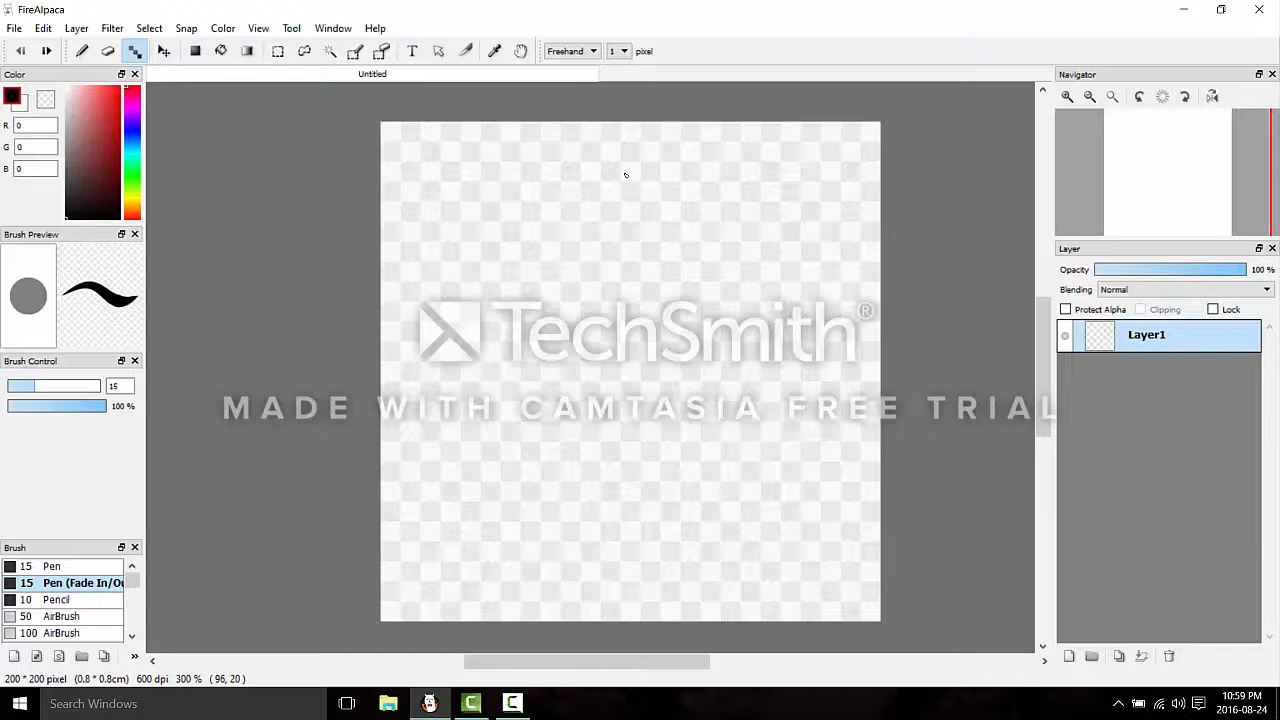 FireAlpaca
File Edit Layer Filter Select Snap Color View Tool Window Help
Freehand 1 pixel
Color Untitled Navigator
R 0
G 0
B 0
Brush Preview
Layer
Opacity 100 %
Blending Normal
Protect Alpha Clipping Lock
Layer1
TechSmith®
MADE WITH CAMTASIA FREE TRIAL
Brush Control
15
100 %
Brush
15 Pen
15 Pen (Fade In/Ou
10 Pencil
50 AirBrush
100 AirBrush
»
200 * 200 pixel (0.8 * 0.8cm) 600 dpi 300 % ( 96, 20 )
Search Windows
10:59 PM
2016-08-24